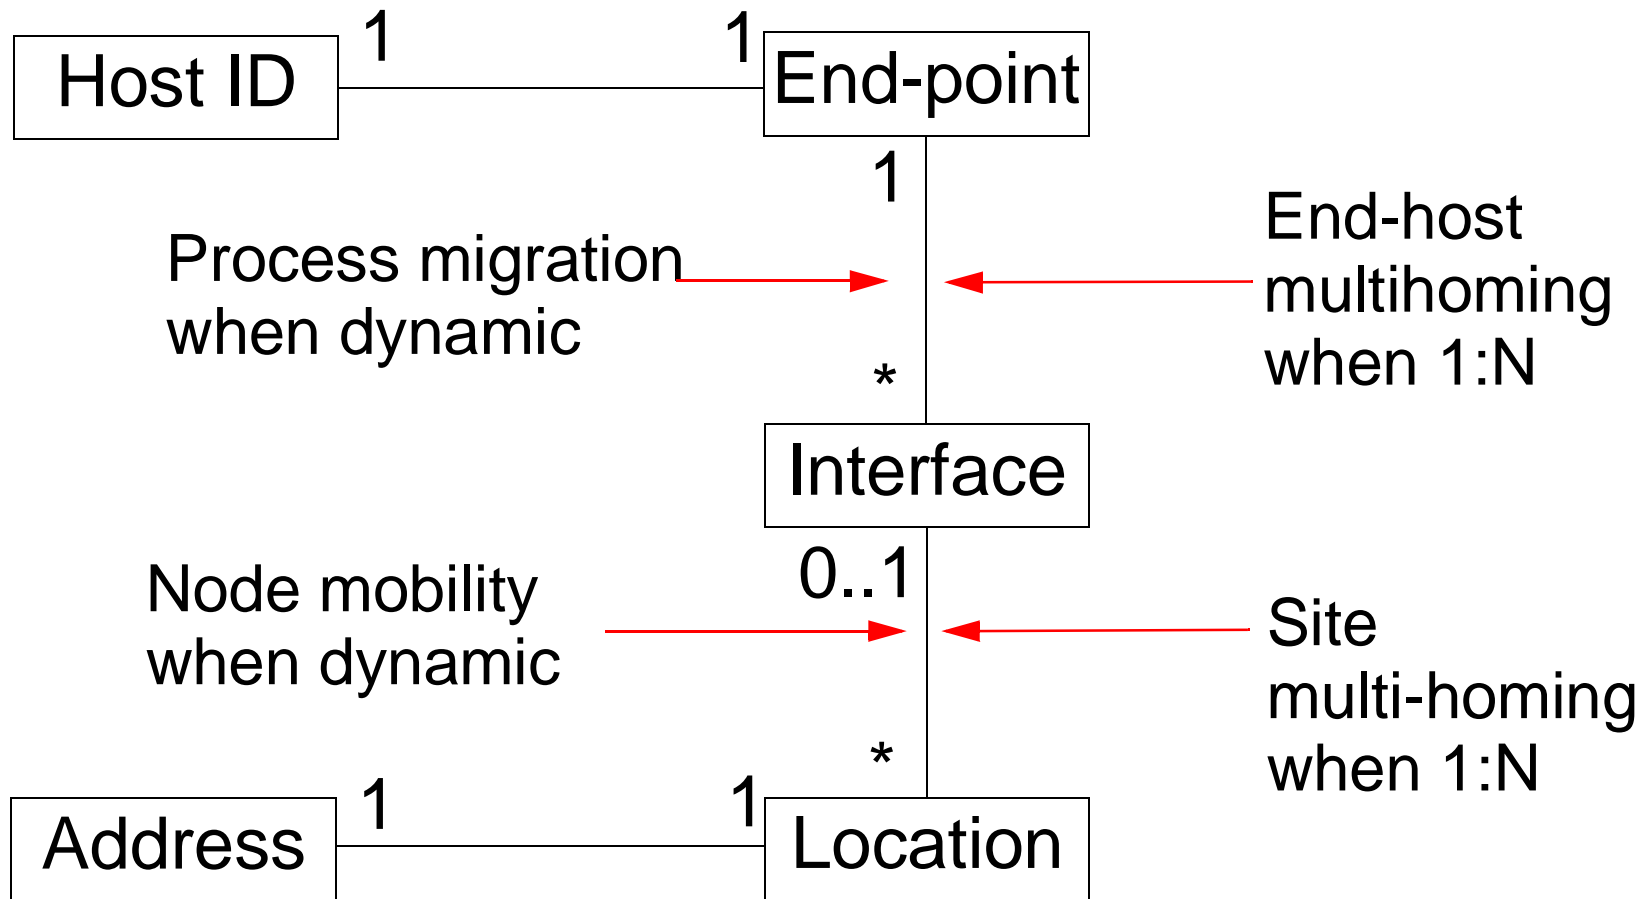 1
1
Host ID
End-point
1
Process migration
when dynamic
End-host
multihoming
when 1:N
*
Interface
0..1
Node mobility
when dynamic
Site
multi-homing
when 1:N
*
1
1
Address
Location